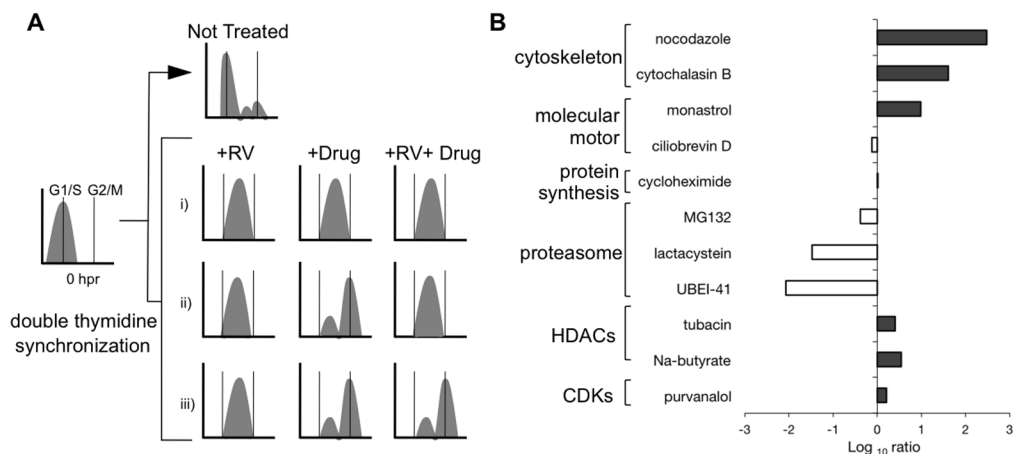 A
Not Treated
+RV
+Drug
+RV+ Drug
G1/S
G2/M
0 hpr
double thymidine
synchronization
i)
ii)
iii)
B
cytoskeleton
nocodazole
cytochalasin B
molecular
motor
monastrol
ciliobrevin D
protein
synthesis
cycloheximide
proteasome
MG132
lactacystein
UBEI-41
HDACs
tubacin
Na-butyrate
CDKs
purvanalol
-3 -2 -1 0 1 2 3
Log 10 ratio